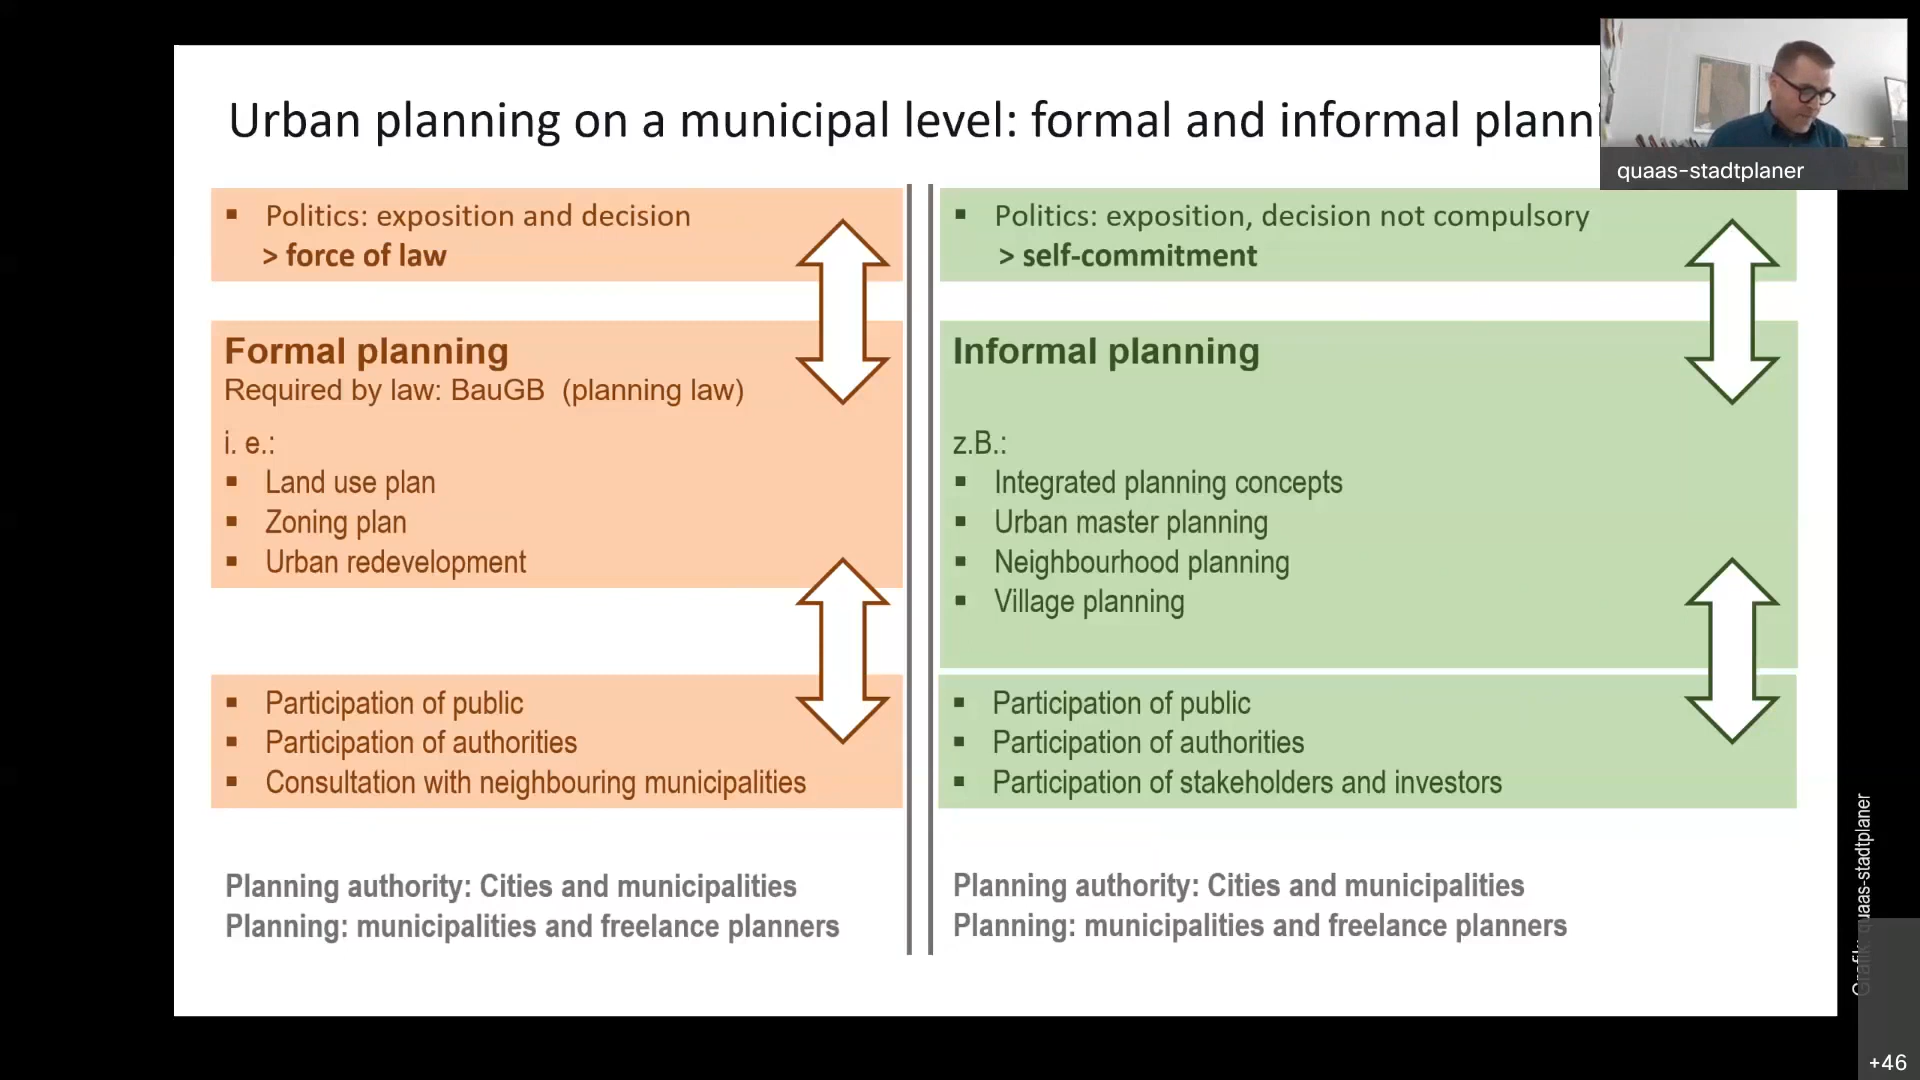 Urban planning on a municipal level: formal and informal planni
quaas-stadtplaner
▪ Politics: exposition and decision
> force of law
Formal planning
Required by law: BauGB (planning law)
i. e.:
▪ Land use plan
▪ Zoning plan
▪ Urban redevelopment
▪ Participation of public
▪ Participation of authorities
▪ Consultation with neighbouring municipalities
Planning authority: Cities and municipalities
Planning: municipalities and freelance planners
▪ Politics: exposition, decision not compulsory
> self-commitment
Informal planning
z.B.:
▪ Integrated planning concepts
▪ Urban master planning
▪ Neighbourhood planning
▪ Village planning
▪ Participation of public
▪ Participation of authorities
▪ Participation of stakeholders and investors
Planning authority: Cities and municipalities
Planning: municipalities and freelance planners
Grafik: quaas-stadtplaner
+46